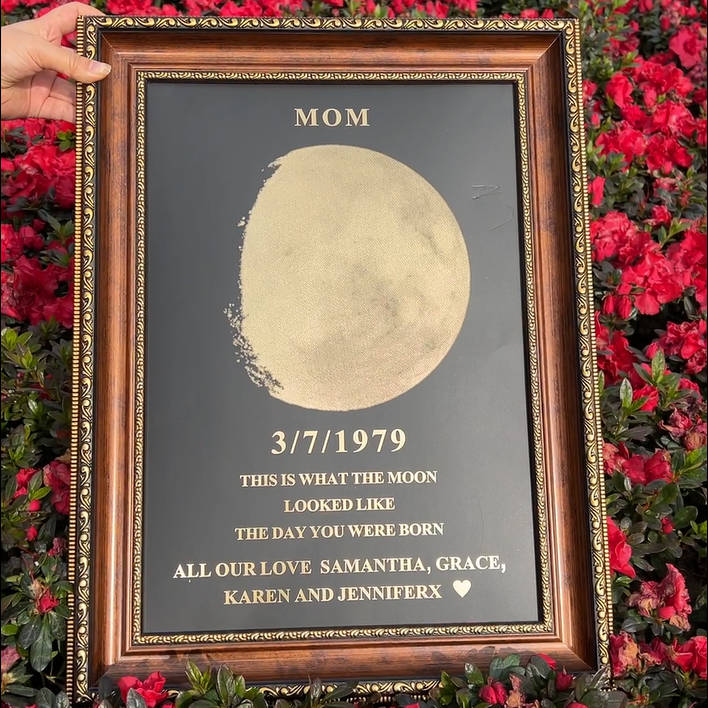 MOM
3/7/1979
THIS IS WHAT THE MOON
LOOKED LIKE
THE DAY YOU WERE BORN
ALL OUR LOVE SAMANTHA, GRACE,
KAREN AND JENNIFERX 🤍